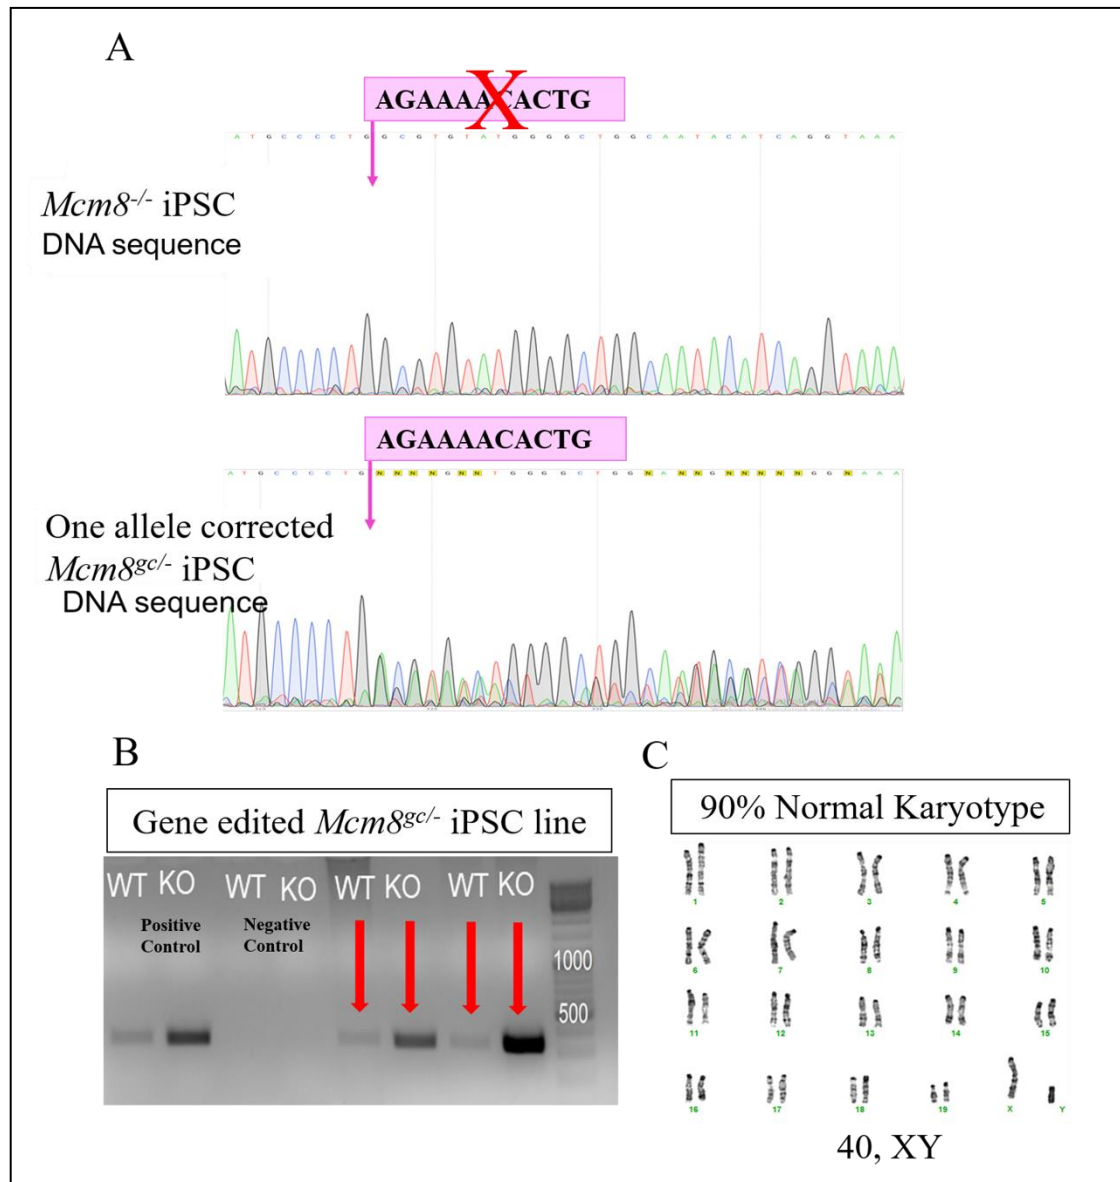 A
AGAAAACACTG
X
A T G C C C C T G G C G T G T A T G G G G C T G G C A A T A C A T C A G G T A A A
Mcm8-/- iPSC
DNA sequence
AGAAAACACTG
A T G C C C C T G N N N N G N N T G G G G C T G G N A N N G N N N N N G G N A A A
One allele corrected
Mcm8gc/- iPSC
DNA sequence
B
C
Gene edited Mcm8gc/- iPSC line
90% Normal Karyotype
WT KO WT KO WT KO WT KO
Positive Control
Negative Control
1000
500
1 2 3 4 5
6 7 8 9 10
11 12 13 14 15
16 17 18 19 X Y
40, XY